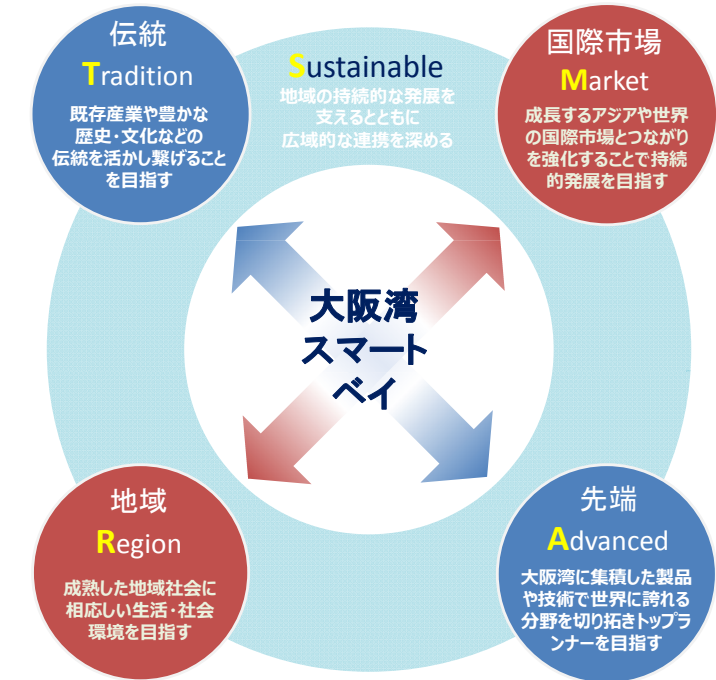 伝統
Tradition
既存産業や豊かな
歴史・文化などの
伝統を活かし繋げること
を目指す
Sustainable
地域の持続的な発展を
支えるとともに
広域的な連携を深める
国際市場
Market
成長するアジアや世界
の国際市場とつながり
を強化することで持続
的発展を目指す
大阪湾
スマート
ベイ
地域
Region
成熟した地域社会に
相応しい生活・社会
環境を目指す
先端
Advanced
大阪湾に集積した製品
や技術で世界に誇れる
分野を切り拓きトップラ
ンナーを目指す